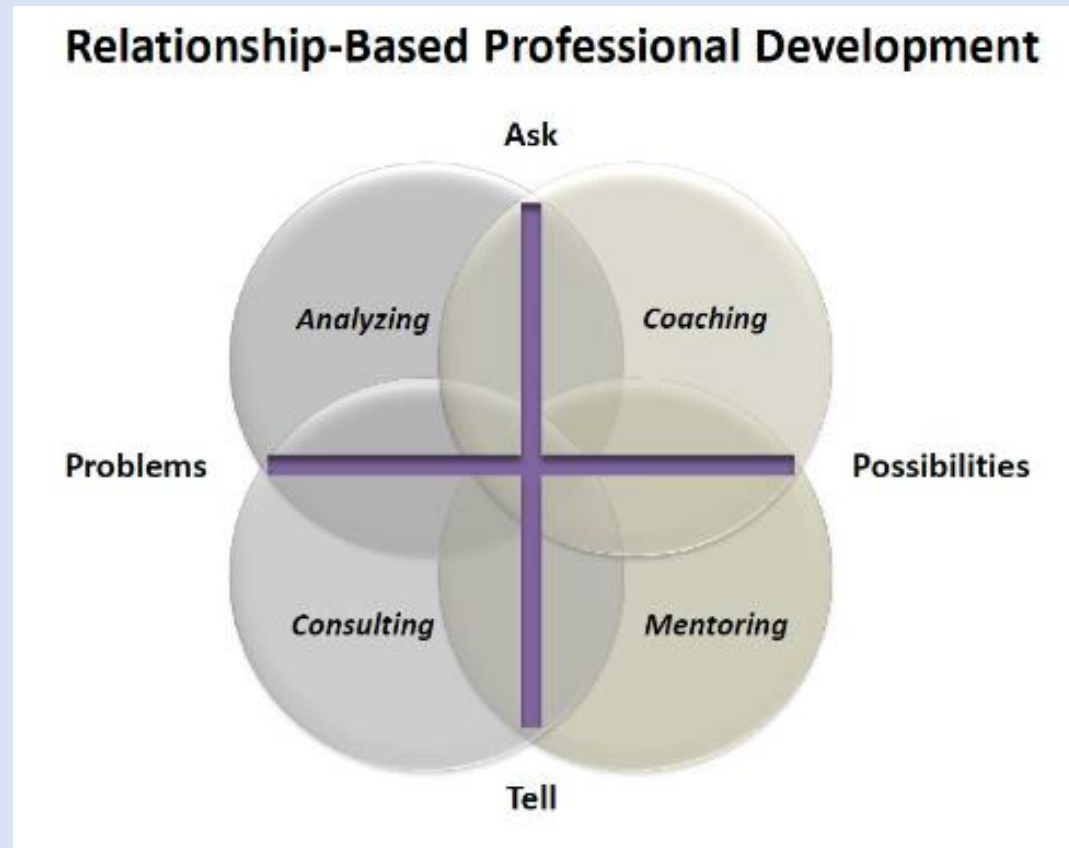 Relationship-Based Professional Development
Ask
Analyzing
Coaching
Problems
Possibilities
Consulting
Mentoring
Tell